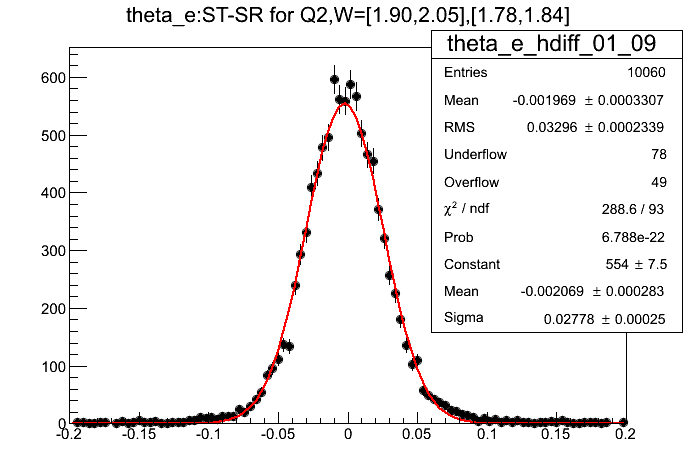 theta_e:ST-SR for Q2,W=[1.90,2.05],[1.78,1.84]
theta_e_hdiff_01_09
Entries 10060
Mean -0.001969 ± 0.0003307
RMS 0.03296 ± 0.0002339
Underflow 78
Overflow 49
χ² / ndf 288.6 / 93
Prob 6.788e-22
Constant 554 ± 7.5
Mean -0.002069 ± 0.000283
Sigma 0.02778 ± 0.00025
600
500
400
300
200
100
0
-0.2 -0.15 -0.1 -0.05 0 0.05 0.1 0.15 0.2